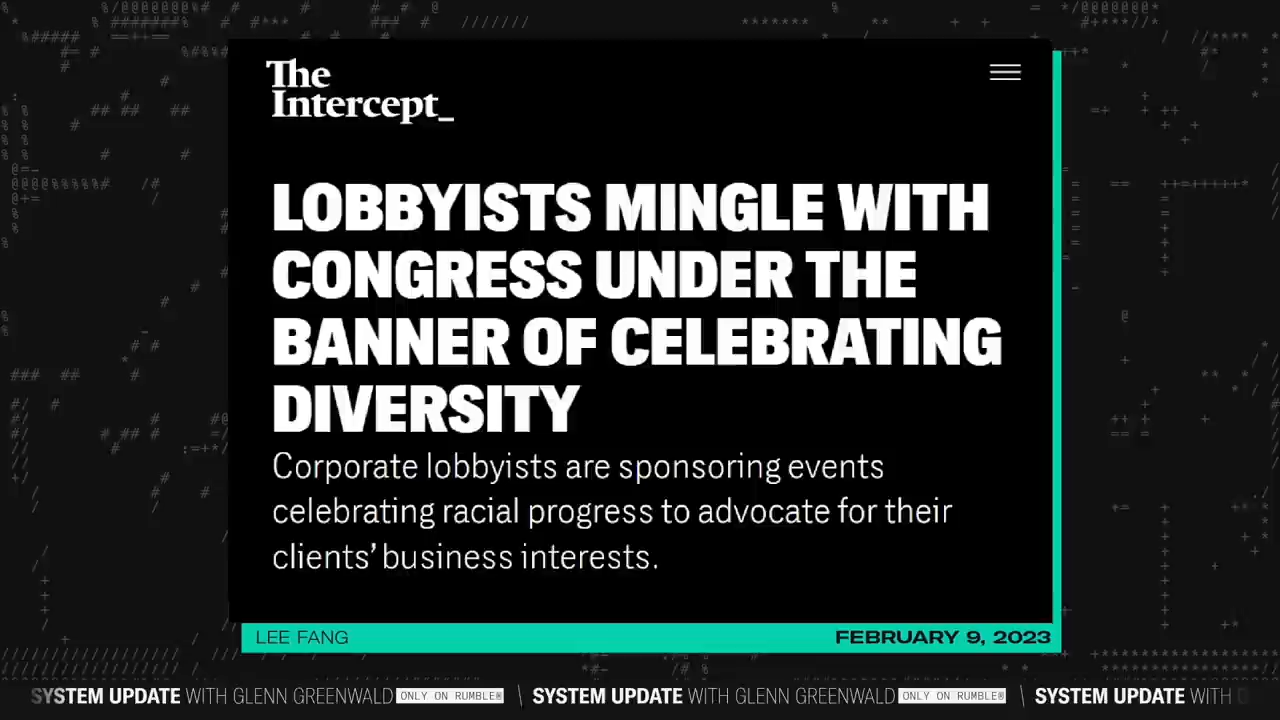 The
Intercept_
LOBBYISTS MINGLE WITH
CONGRESS UNDER THE
BANNER OF CELEBRATING
DIVERSITY
Corporate lobbyists are sponsoring events
celebrating racial progress to advocate for their
clients' business interests.
LEE FANG FEBRUARY 9, 2023
SYSTEM UPDATE WITH GLENN GREENWALD ONLY ON RUMBLE® \ SYSTEM UPDATE WITH GLENN GREENWALD ONLY ON RUMBLE® \ SYSTEM UPDATE WITH G